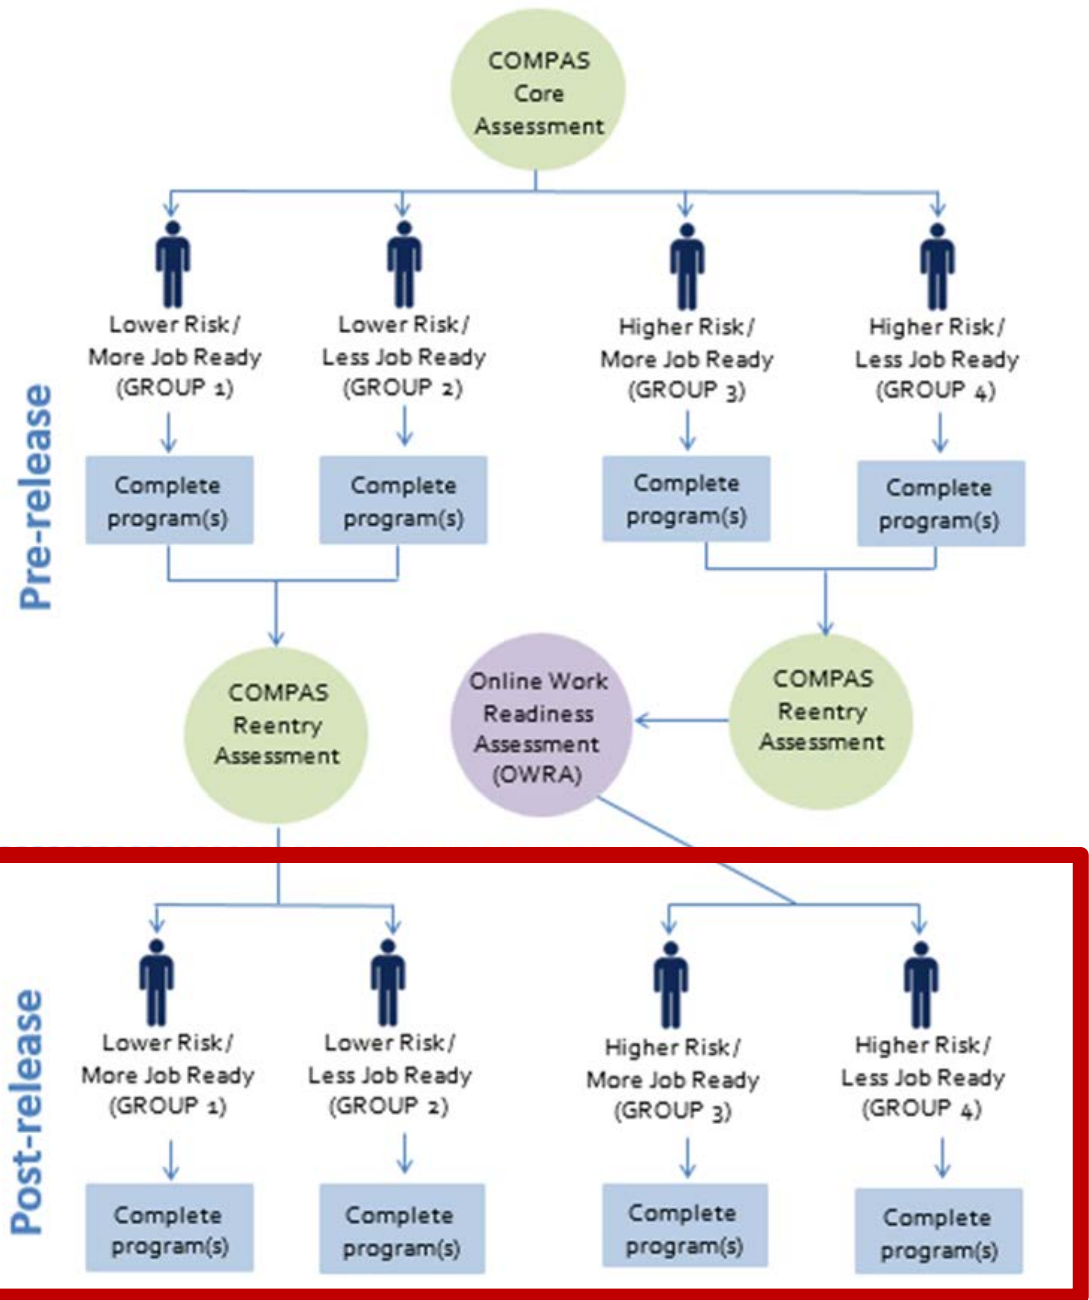 COMPAS
Core
Assessment
Pre-release
Lower Risk/
More Job Ready
(GROUP 1)
Lower Risk/
Less Job Ready
(GROUP 2)
Higher Risk/
More Job Ready
(GROUP 3)
Higher Risk/
Less Job Ready
(GROUP 4)
Complete
program(s)
Complete
program(s)
Complete
program(s)
Complete
program(s)
COMPAS
Reentry
Assessment
Online Work
Readiness
Assessment
(OWRA)
COMPAS
Reentry
Assessment
Post-release
Lower Risk/
More Job Ready
(GROUP 1)
Lower Risk/
Less Job Ready
(GROUP 2)
Higher Risk/
More Job Ready
(GROUP 3)
Higher Risk/
Less Job Ready
(GROUP 4)
Complete
program(s)
Complete
program(s)
Complete
program(s)
Complete
program(s)